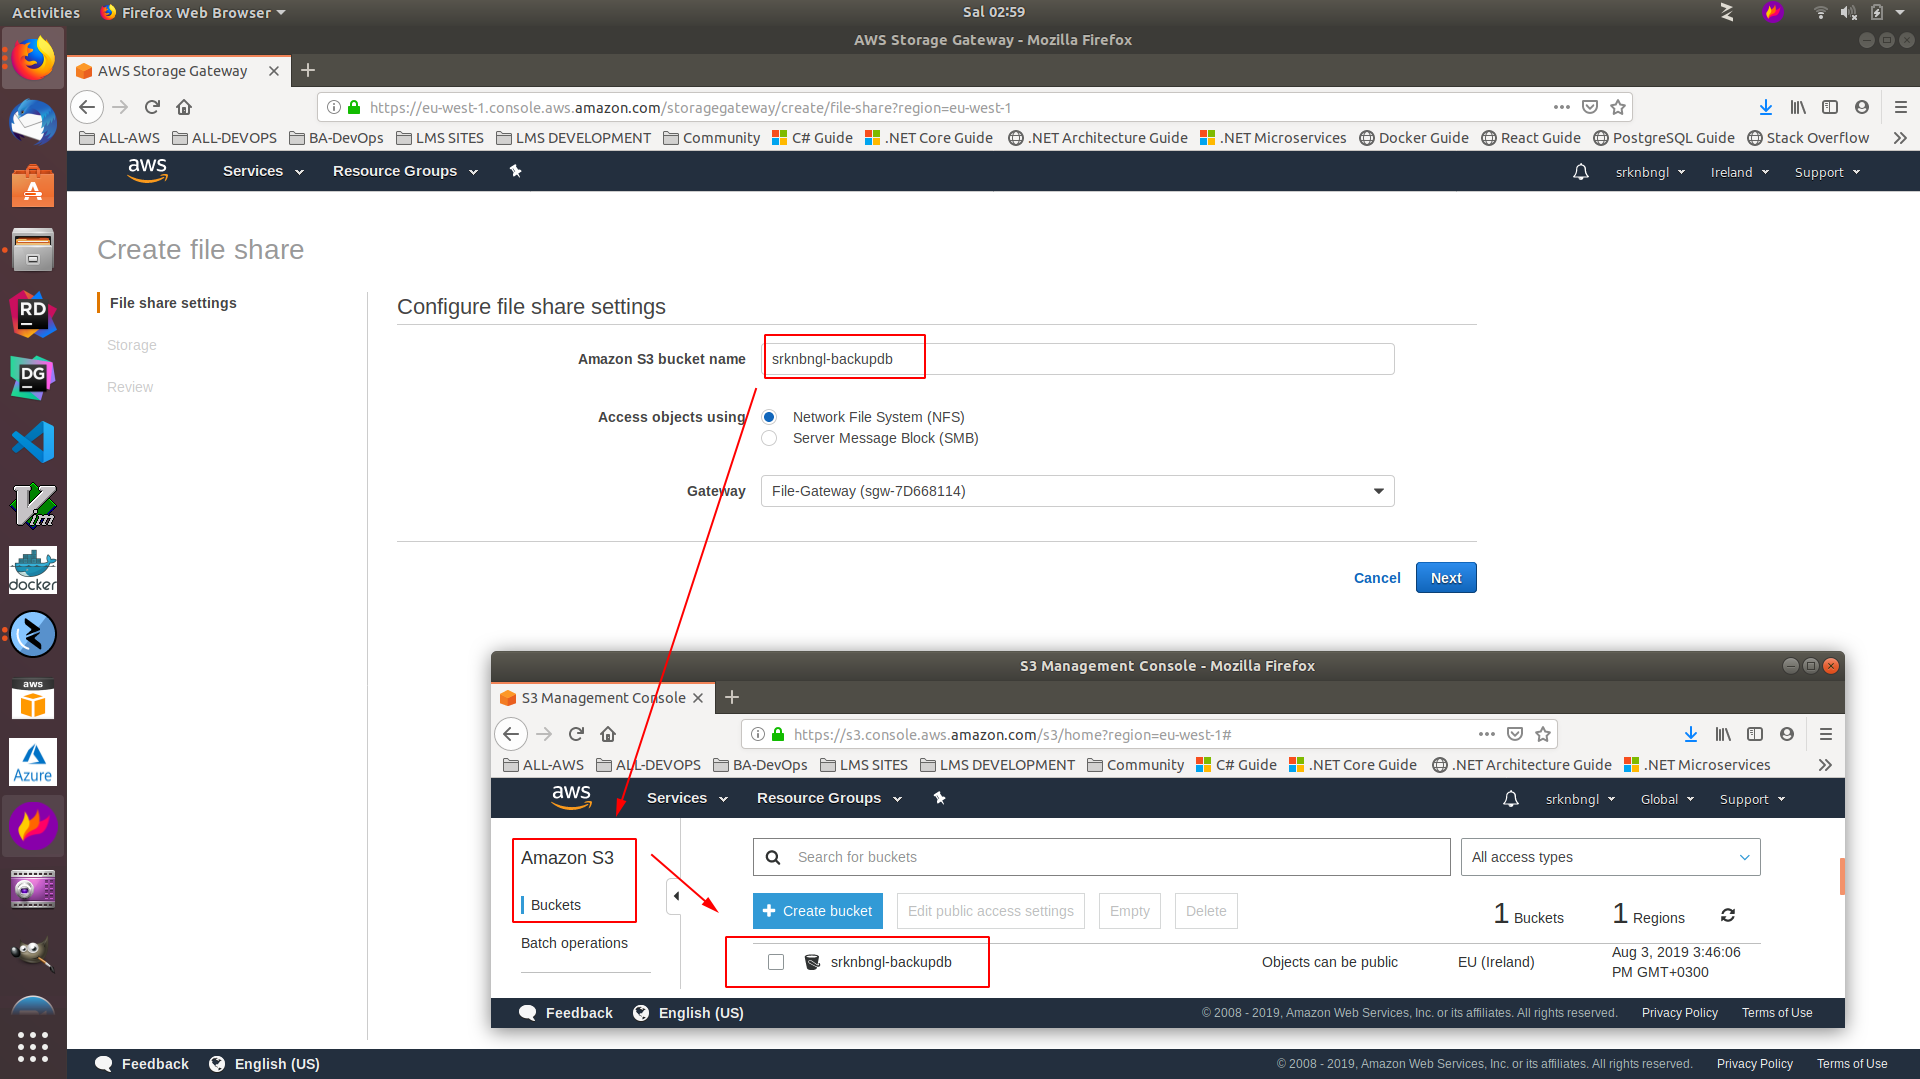 Activities Firefox Web Browser Sal 02:59
AWS Storage Gateway - Mozilla Firefox
AWS Storage Gateway
https://eu-west-1.console.aws.amazon.com/storagegateway/create/file-share?region=eu-west-1
ALL-AWS ALL-DEVOPS BA-DevOps LMS SITES LMS DEVELOPMENT Community C# Guide .NET Core Guide .NET Architecture Guide .NET Microservices Docker Guide React Guide PostgreSQL Guide Stack Overflow
aws Services Resource Groups srknbngl Ireland Support
Create file share
File share settings
Storage
Review
Configure file share settings
Amazon S3 bucket name srknbngl-backupdb
Access objects using Network File System (NFS)
Server Message Block (SMB)
Gateway File-Gateway (sgw-7D668114)
Cancel Next
RD
DG
Vim
docker
aws
Azure
S3 Management Console - Mozilla Firefox
S3 Management Console
https://s3.console.aws.amazon.com/s3/home?region=eu-west-1#
ALL-AWS ALL-DEVOPS BA-DevOps LMS SITES LMS DEVELOPMENT Community C# Guide .NET Core Guide .NET Architecture Guide .NET Microservices
aws Services Resource Groups srknbngl Global Support
Amazon S3
Buckets
Batch operations
Search for buckets All access types
Create bucket Edit public access settings Empty Delete 1 Buckets 1 Regions
srknbngl-backupdb Objects can be public EU (Ireland) Aug 3, 2019 3:46:06
PM GMT+0300
Feedback English (US) © 2008 - 2019, Amazon Web Services, Inc. or its affiliates. All rights reserved. Privacy Policy Terms of Use
Feedback English (US) © 2008 - 2019, Amazon Web Services, Inc. or its affiliates. All rights reserved. Privacy Policy Terms of Use